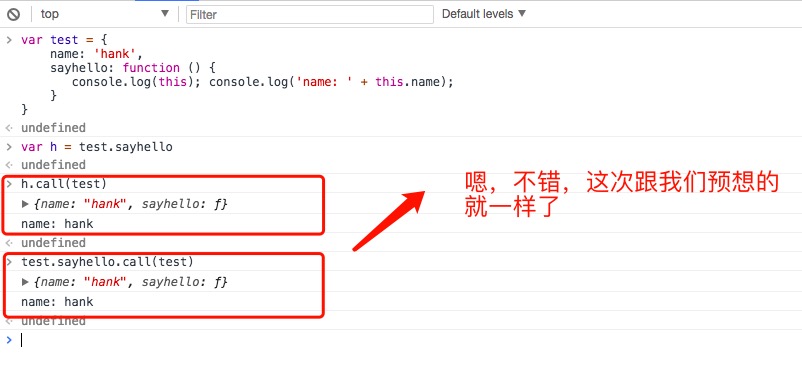 top Filter Default levels
var test = {
name: 'hank',
sayhello: function () {
console.log(this); console.log('name: ' + this.name);
}
}
undefined
var h = test.sayhello
undefined
h.call(test)
{name: "hank", sayhello: ƒ}
name: hank
undefined
test.sayhello.call(test)
{name: "hank", sayhello: ƒ}
name: hank
undefined
嗯，不错，这次跟我们预想的
就一样了